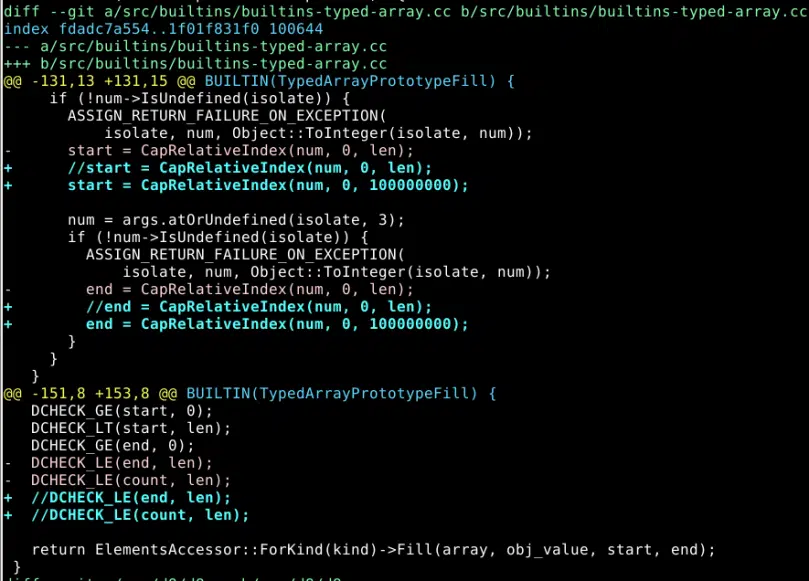 diff --git a/src/builtins/builtins-typed-array.cc b/src/builtins/builtins-typed-array.cc
index fdadc7a554..1f01f831f0 100644
--- a/src/builtins/builtins-typed-array.cc
+++ b/src/builtins/builtins-typed-array.cc
@@ -131,13 +131,15 @@ BUILTIN(TypedArrayPrototypeFill) {
     if (!num->IsUndefined(isolate)) {
       ASSIGN_RETURN_FAILURE_ON_EXCEPTION(
           isolate, num, Object::ToInteger(isolate, num));
-      start = CapRelativeIndex(num, 0, len);
+      //start = CapRelativeIndex(num, 0, len);
+      start = CapRelativeIndex(num, 0, 100000000);
       num = args.atOrUndefined(isolate, 3);
       if (!num->IsUndefined(isolate)) {
         ASSIGN_RETURN_FAILURE_ON_EXCEPTION(
             isolate, num, Object::ToInteger(isolate, num));
-        end = CapRelativeIndex(num, 0, len);
+        //end = CapRelativeIndex(num, 0, len);
+        end = CapRelativeIndex(num, 0, 100000000);
       }
     }
   }
@@ -151,8 +153,8 @@ BUILTIN(TypedArrayPrototypeFill) {
   DCHECK_GE(start, 0);
   DCHECK_LT(start, len);
   DCHECK_GE(end, 0);
-  DCHECK_LE(end, len);
-  DCHECK_LE(count, len);
+  //DCHECK_LE(end, len);
+  //DCHECK_LE(count, len);
   return ElementsAccessor::ForKind(kind)->Fill(array, obj_value, start, end);
 }